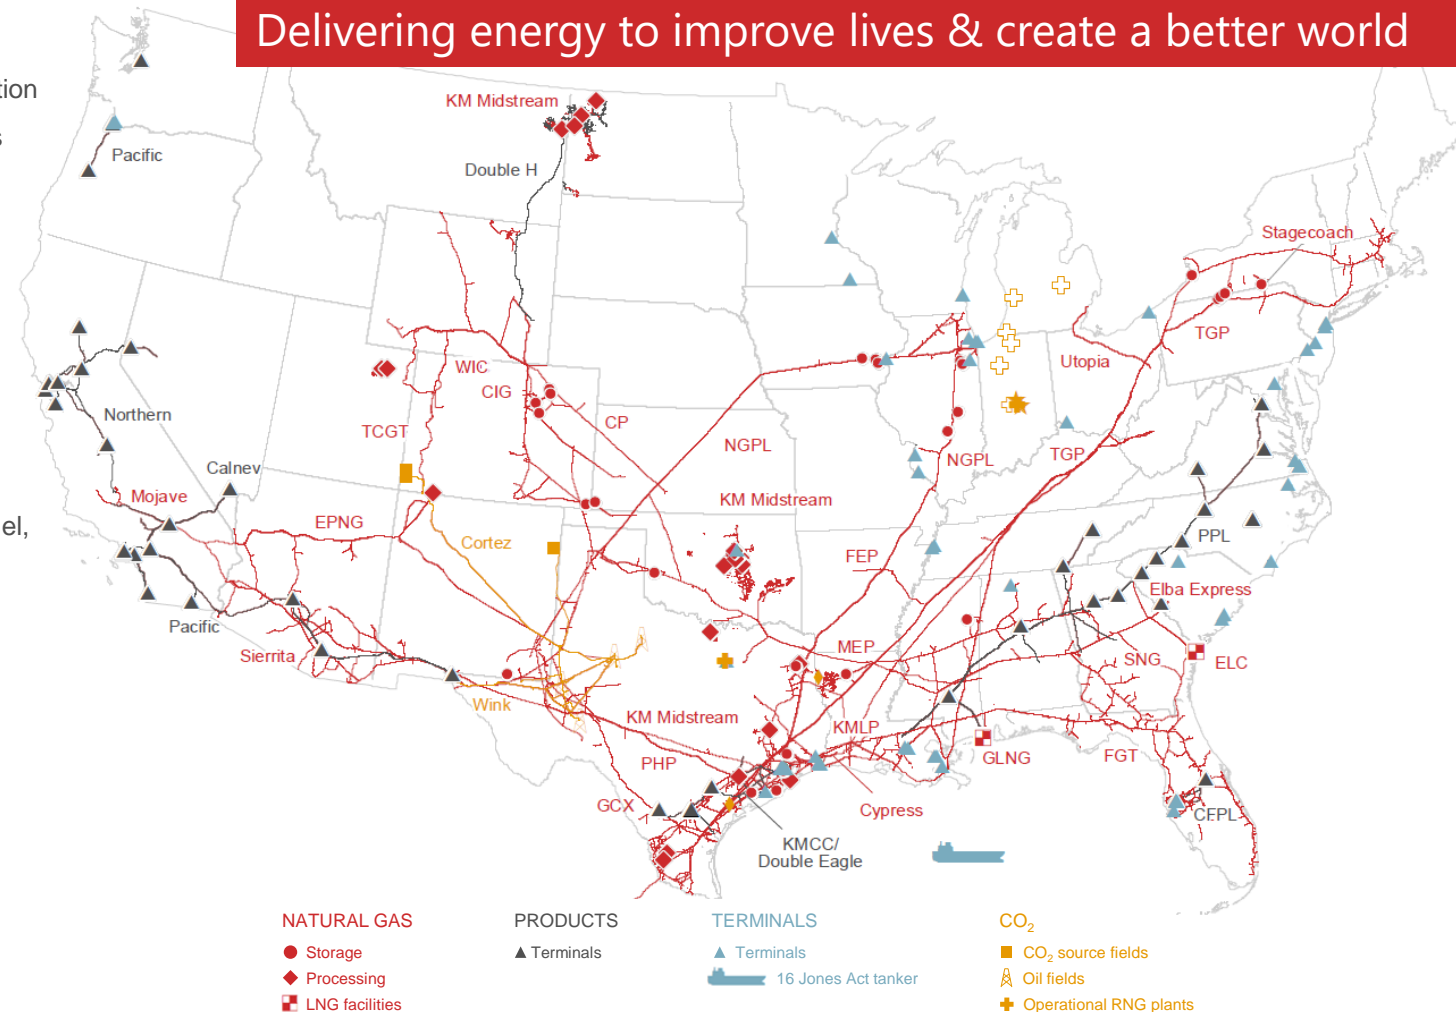 Delivering energy to improve lives & create a better world
tion
s
el,
KM Midstream
Double H
Pacific
Stagecoach
TGP
Utopia
WIC
CIG
CP
TCGT
Northern
NGPL
NGPL
TGP
Calnev
Mojave
KM Midstream
EPNG
Cortez
FEP
PPL
Elba Express
Pacific
Sierrita
MEP
SNG
ELC
Wink
KM Midstream
KMLP
PHP
GLNG
FGT
GCX
Cypress
CFPL
KMCC/
Double Eagle
NATURAL GAS
Storage
Processing
LNG facilities
PRODUCTS
Terminals
TERMINALS
Terminals
16 Jones Act tanker
CO2
CO2 source fields
Oil fields
Operational RNG plants